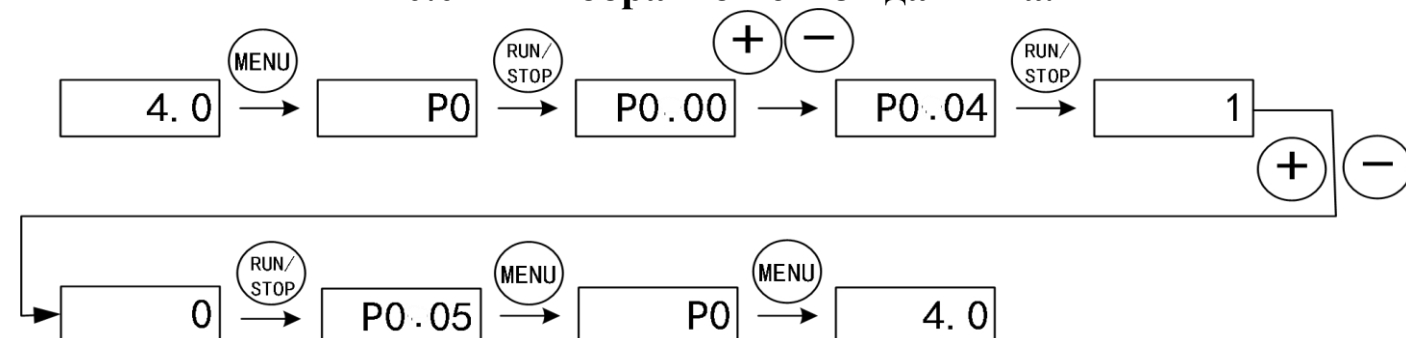 MENU RUN/STOP + − RUN/STOP
4.0 P0 P0.00 P0.04 1
+ −
RUN/STOP MENU MENU
0 P0.05 P0 4.0